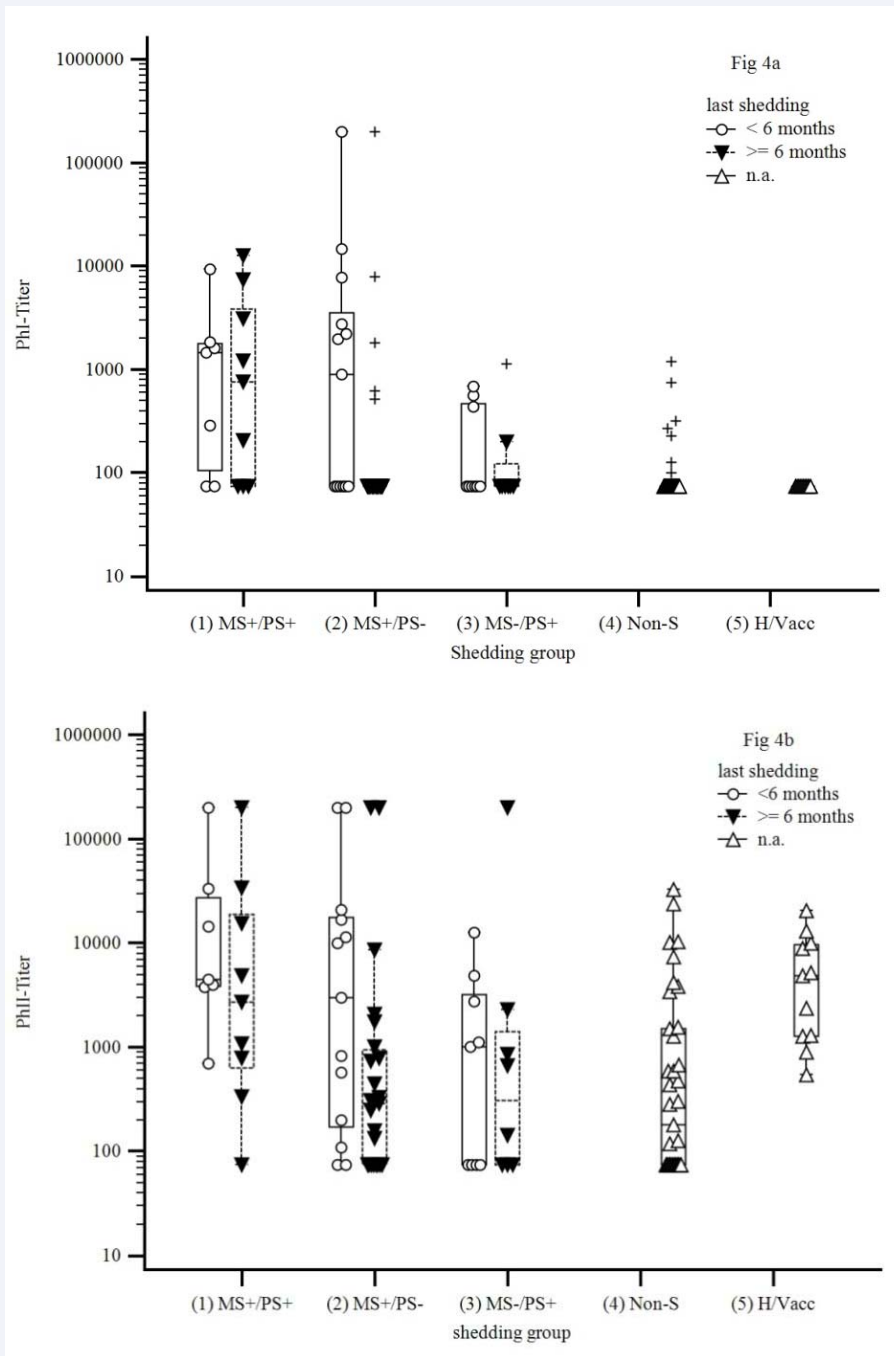 Fig 4a
last shedding
< 6 months
>= 6 months
n.a.
1000000
100000
10000
1000
100
10
PhI-Titer
(1) MS+/PS+ (2) MS+/PS- (3) MS-/PS+ (4) Non-S (5) H/Vacc
Shedding group
Fig 4b
last shedding
<6 months
>= 6 months
n.a.
1000000
100000
10000
1000
100
10
PhII-Titer
(1) MS+/PS+ (2) MS+/PS- (3) MS-/PS+ (4) Non-S (5) H/Vacc
shedding group